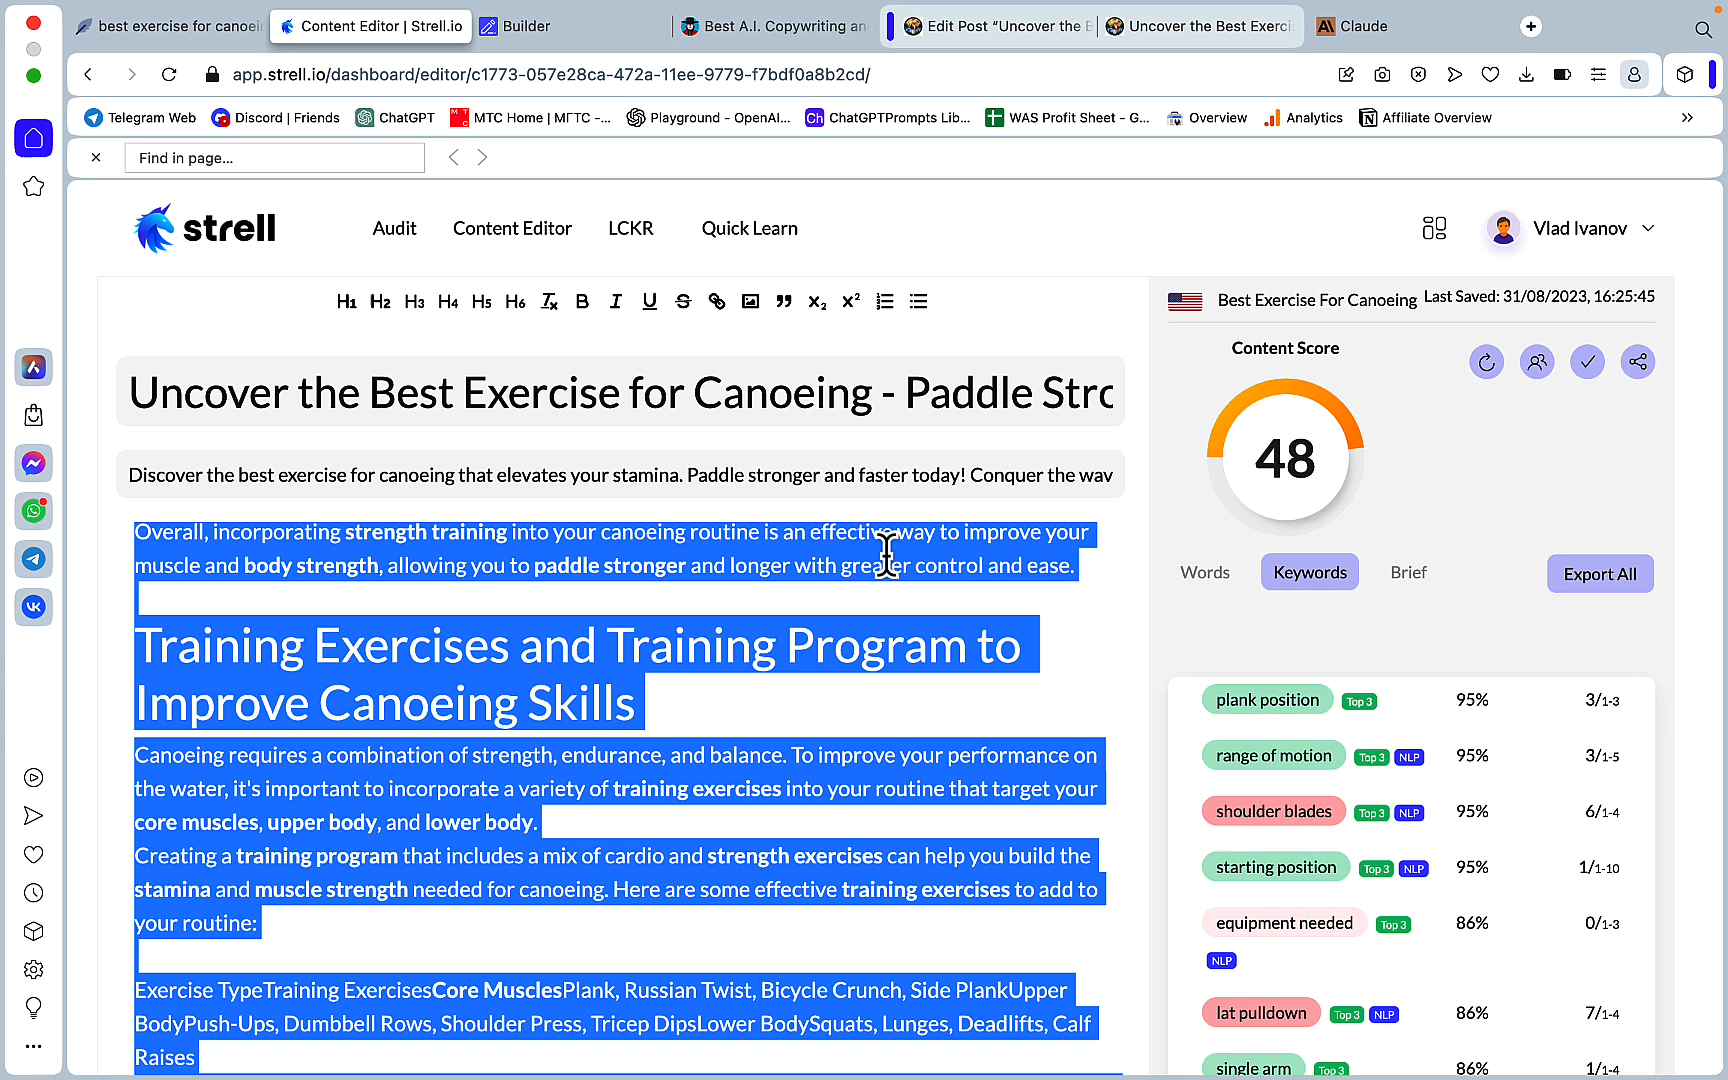 best exercise for canoei
Content Editor | Strell.io
Builder
Best A.I. Copywriting an
Edit Post “Uncover the B
Uncover the Best Exerci
Claude
app.strell.io/dashboard/editor/c1773-057e28ca-472a-11ee-9779-f7bdf0a8b2cd/
Telegram Web
Discord | Friends
ChatGPT
MTC Home | МГТС -...
Playground - OpenAI...
Ch ChatGPTPrompts Lib...
WAS Profit Sheet - G...
Overview
Analytics
Affiliate Overview
Find in page...
strell
Audit
Content Editor
LCKR
Quick Learn
Vlad Ivanov
H1 H2 H3 H4 H5 H6 Tx B I U S x2 x2
Best Exercise For Canoeing
Last Saved: 31/08/2023, 16:25:45
Uncover the Best Exercise for Canoeing - Paddle Strc
Discover the best exercise for canoeing that elevates your stamina. Paddle stronger and faster today! Conquer the wav
Overall, incorporating strength training into your canoeing routine is an effective way to improve your
muscle and body strength, allowing you to paddle stronger and longer with greater control and ease.
Training Exercises and Training Program to
Improve Canoeing Skills
Canoeing requires a combination of strength, endurance, and balance. To improve your performance on
the water, it's important to incorporate a variety of training exercises into your routine that target your
core muscles, upper body, and lower body.
Creating a training program that includes a mix of cardio and strength exercises can help you build the
stamina and muscle strength needed for canoeing. Here are some effective training exercises to add to
your routine:
Exercise TypeTraining ExercisesCore MusclesPlank, Russian Twist, Bicycle Crunch, Side PlankUpper
BodyPush-Ups, Dumbbell Rows, Shoulder Press, Tricep DipsLower BodySquats, Lunges, Deadlifts, Calf
Raises
Content Score
48
Words
Keywords
Brief
Export All
plank position Top 3 95% 3/1-3
range of motion Top 3 NLP 95% 3/1-5
shoulder blades Top 3 NLP 95% 6/1-4
starting position Top 3 NLP 95% 1/1-10
equipment needed Top 3 86% 0/1-3
NLP
lat pulldown Top 3 NLP 86% 7/1-4
single arm Top 3 86% 1/1-4